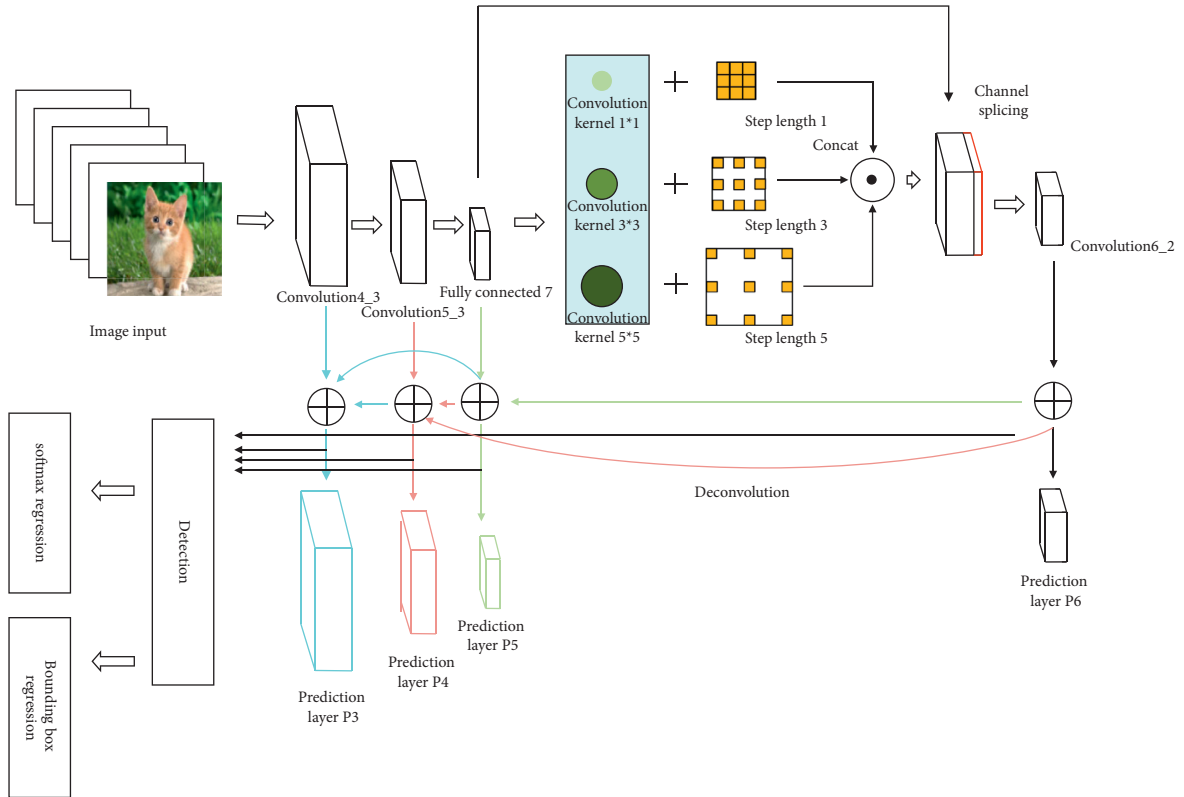 Image input
Convolution4_3
Convolution5_3
Fully connected 7
Convolution
kernel 1*1
Convolution
kernel 3*3
Convolution
kernel 5*5
Step length 1
Step length 3
Step length 5
Concat
Channel
splicing
Convolution6_2
Deconvolution
softmax regression
Bounding box
regression
Detection
Prediction
layer P3
Prediction
layer P4
Prediction
layer P5
Prediction
layer P6